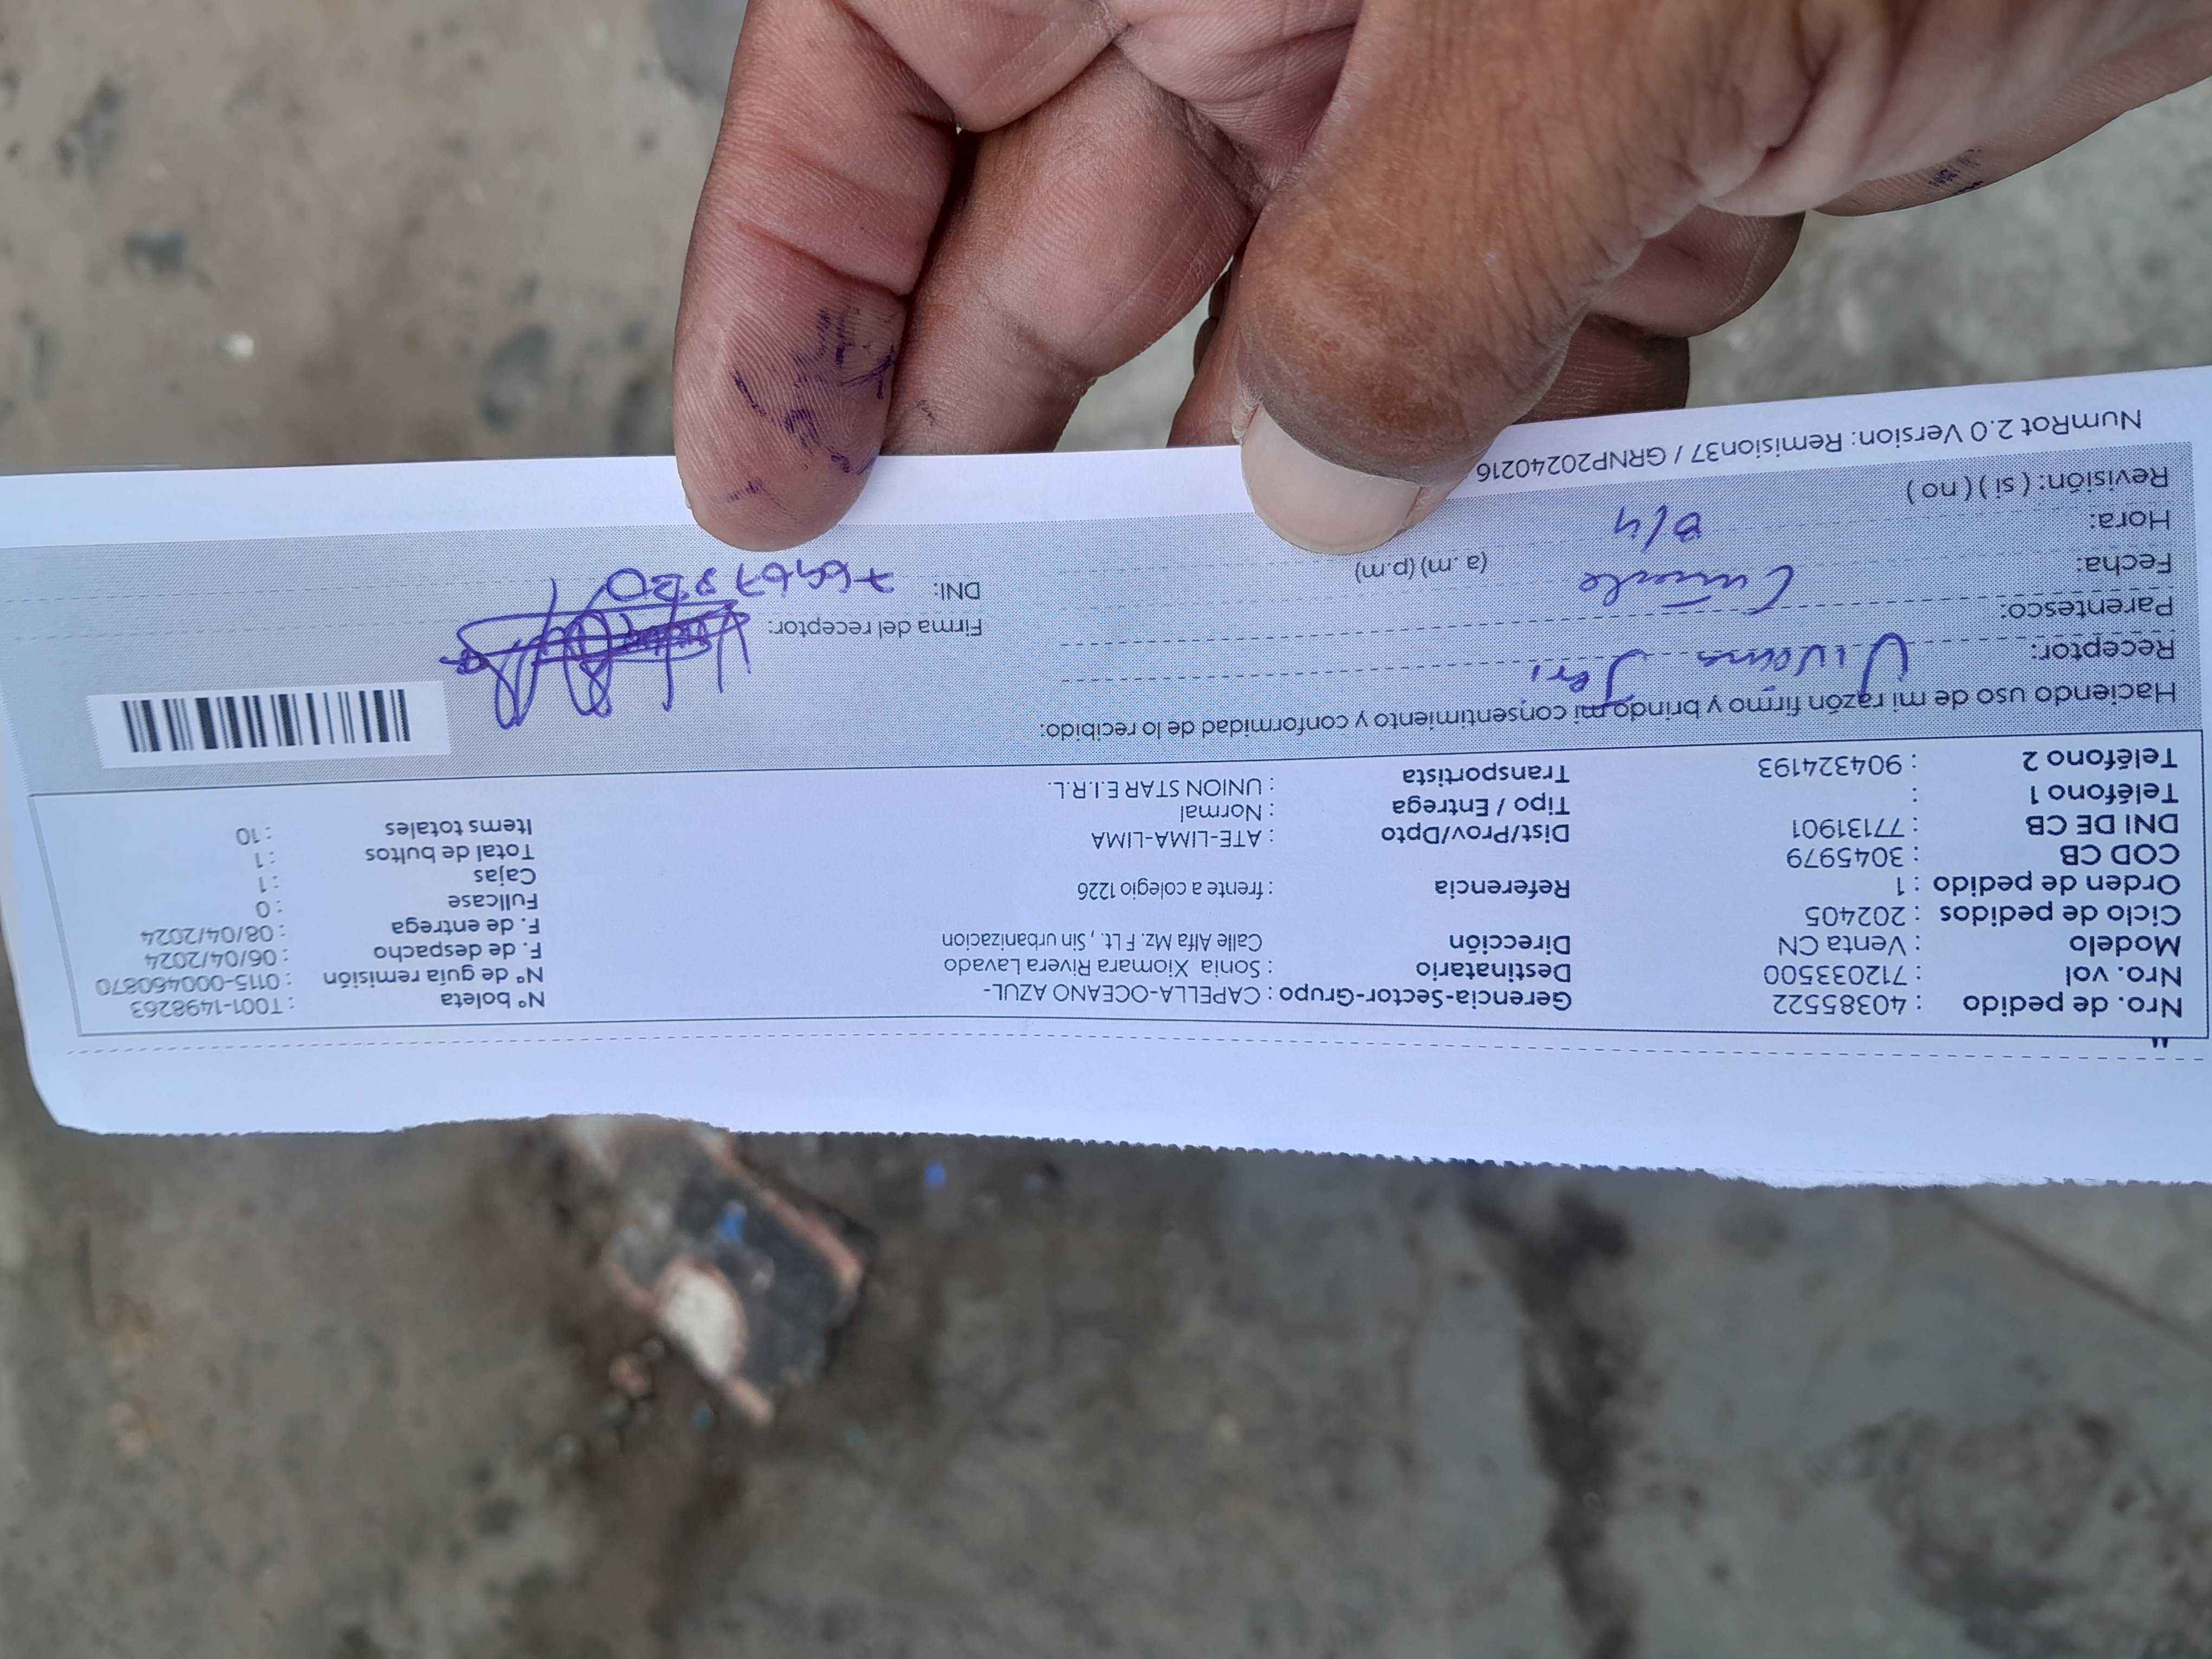 Nro. de pedido : 40385522 Gerencia-Sector-Grupo : CAPELLA-OCEANO AZUL- N° boleta : T001-1498263
Nro. vol : 712033500 Destinatario : Sonia Xiomara Rivera Lavado N° de guía remisión : 0115-000460870
Modelo : Venta CN Dirección Calle Alfa Mz. F Lt. , Sin urbanizacion F. de despacho : 06/04/2024
Ciclo de pedidos : 202405 F. de entrega : 08/04/2024
Orden de pedido : 1 Referencia : frente a colegio 1226 Fullcase : 0
COD CB : 3045979 Cajas : 1
DNI DE CB : 77131901 Dist/Prov/Dpto : ATE-LIMA-LIMA Total de bultos : 1
Teléfono 1 : Tipo / Entrega : Normal Items totales : 10
Teléfono 2 : 904324193 Transportista : UNION STAR E.I.R.L.
Haciendo uso de mi razón firmo y brindo mi consentimiento y conformidad de lo recibido:
Receptor: Viviana
Parentesco: Firma del receptor:
Fecha: (a .m) (p.m) DNI:
Hora: 8/4
Revisión: ( si ) ( no )
NumRot 2.0 Version: Remision37 / GRNP20240216